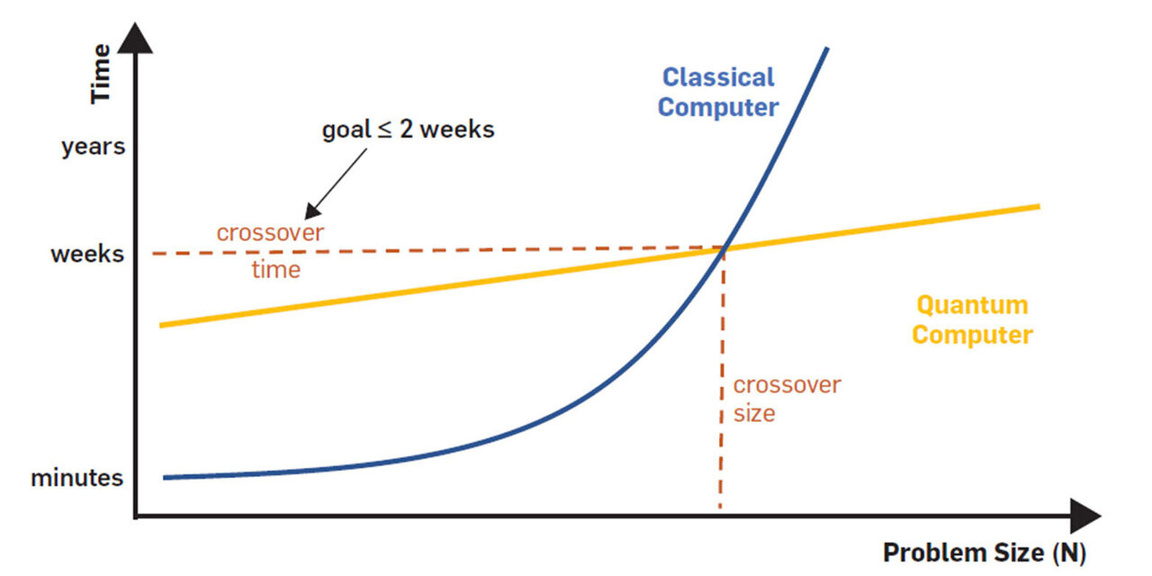 Time
Classical
Computer
goal ≤ 2 weeks
years
crossover
weeks
time
Quantum
Computer
crossover
size
minutes
Problem Size (N)